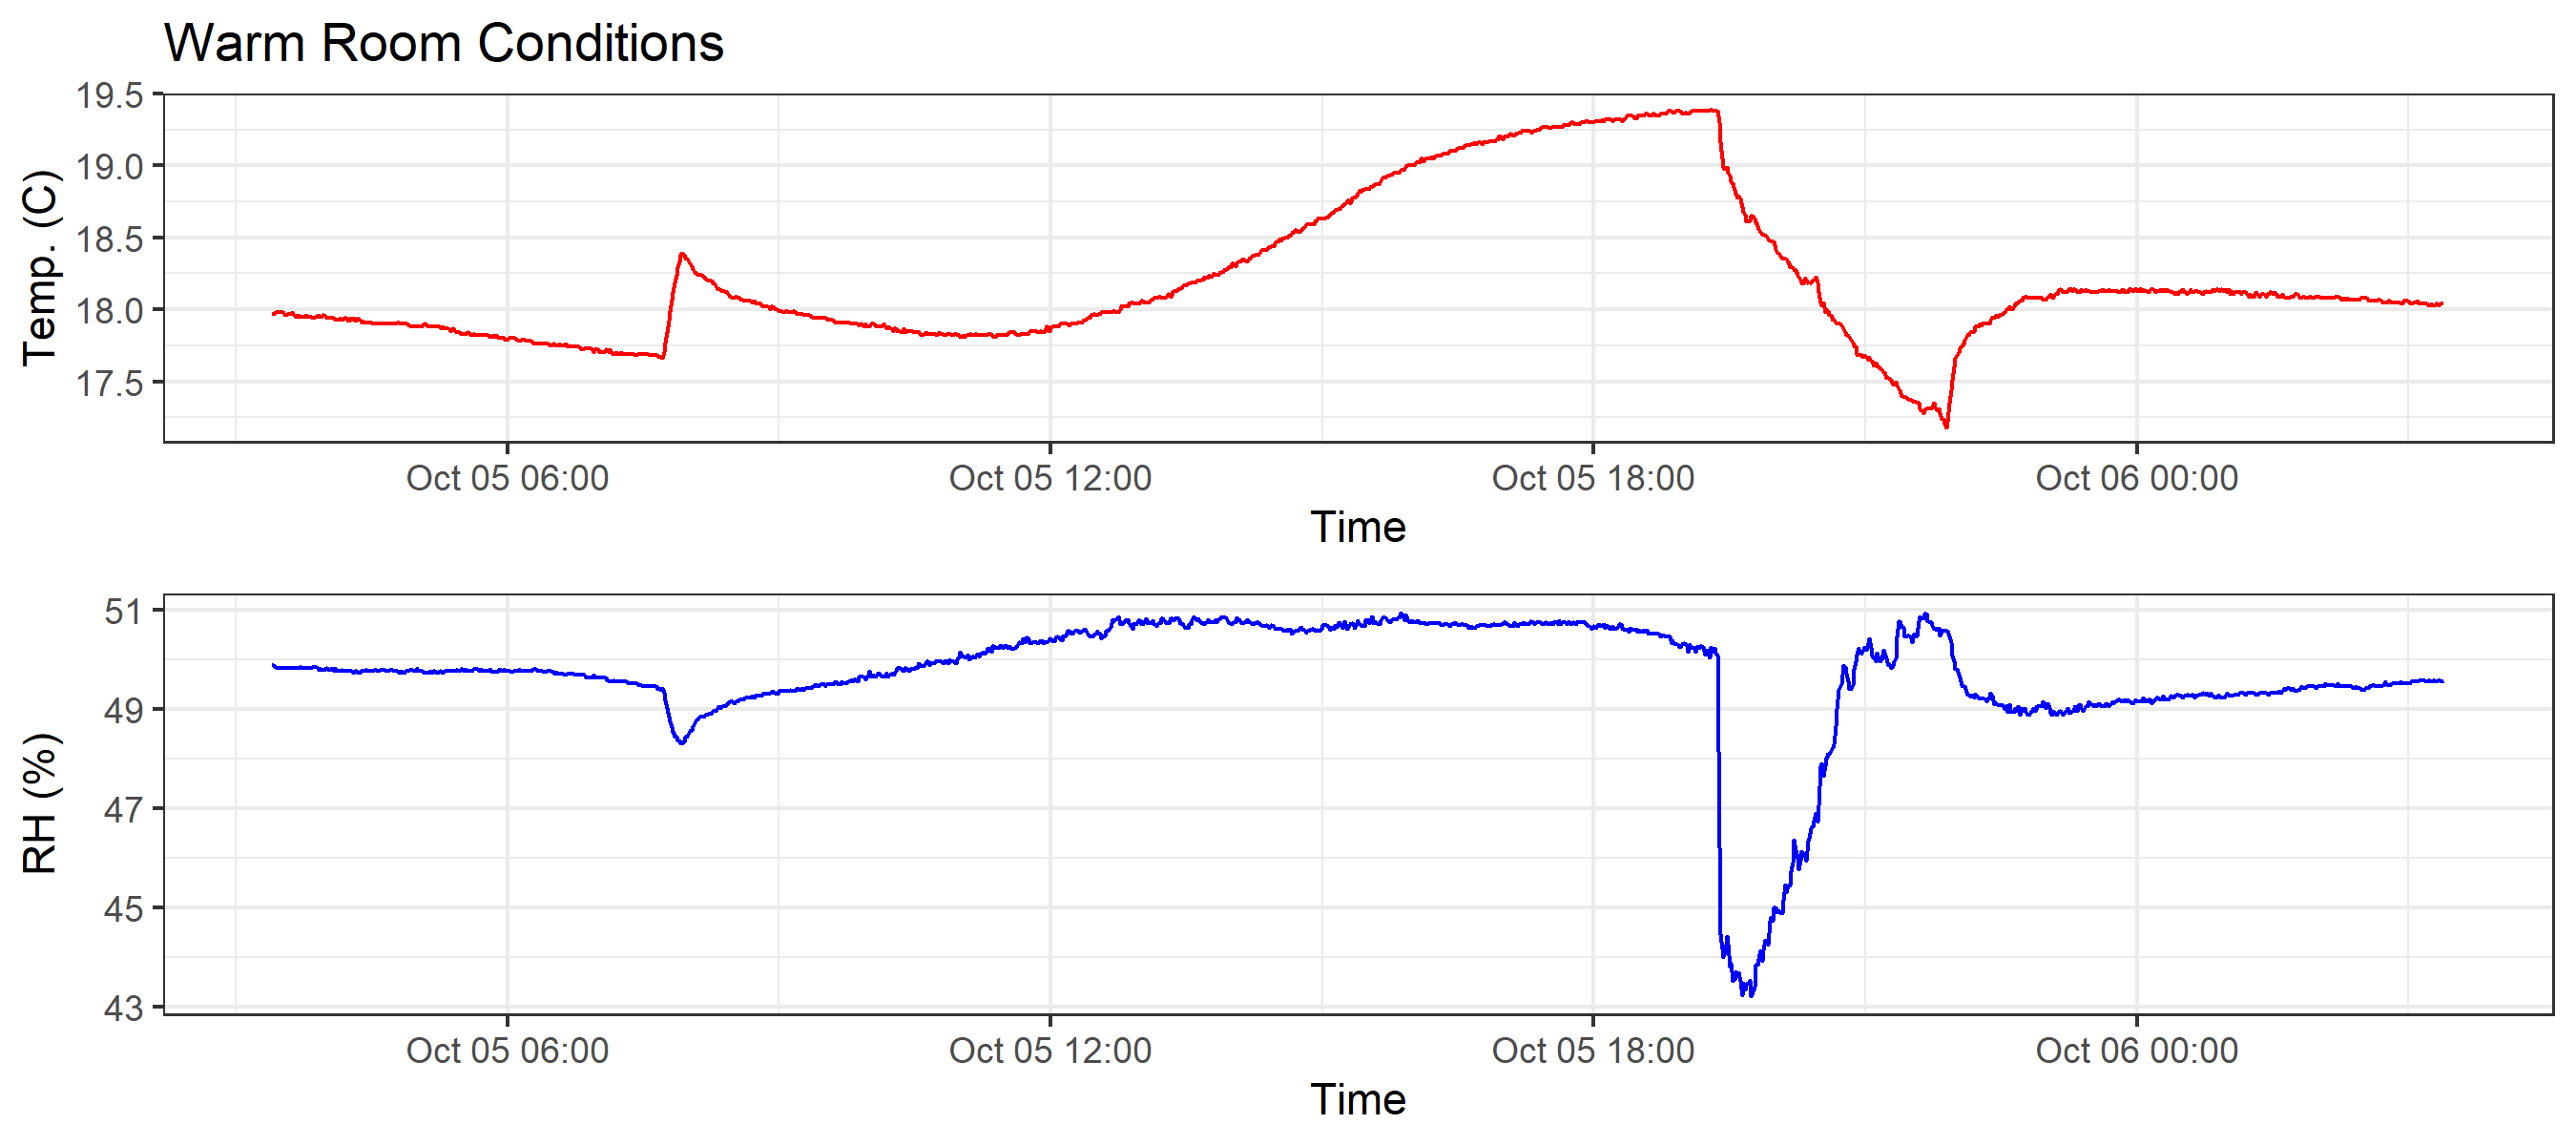 Warm Room Conditions
19.5
19.0
18.5
18.0
17.5
Temp. (C)
Oct 05 06:00 Oct 05 12:00 Oct 05 18:00 Oct 06 00:00
Time
51
49
47
45
43
RH (%)
Oct 05 06:00 Oct 05 12:00 Oct 05 18:00 Oct 06 00:00
Time